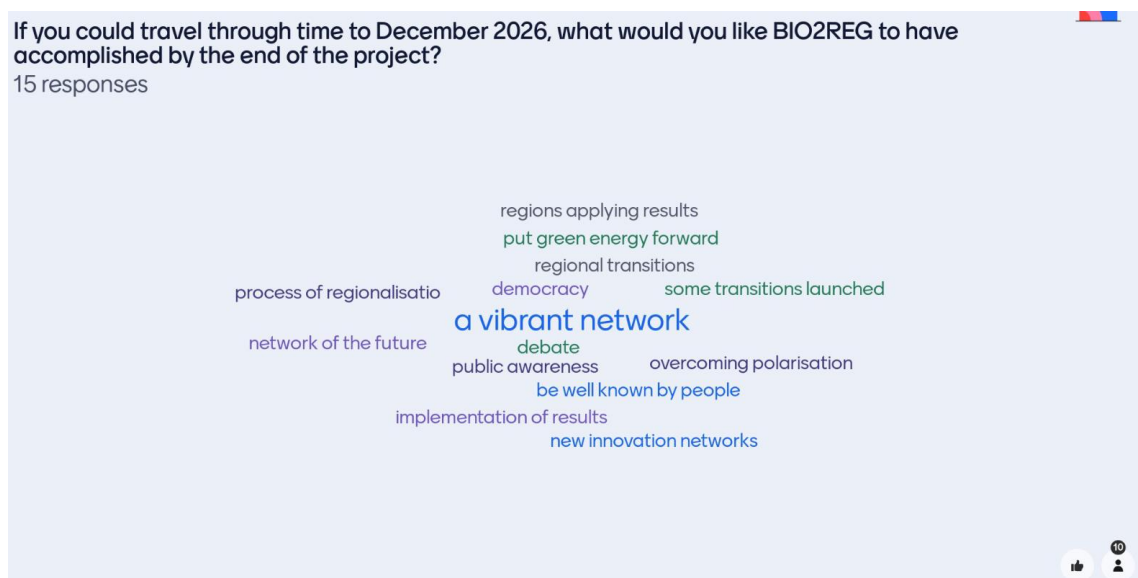 If you could travel through time to December 2026, what would you like BIO2REG to have
accomplished by the end of the project?
15 responses
regions applying results
put green energy forward
regional transitions
process of regionalisatio
democracy
some transitions launched
a vibrant network
network of the future
debate
public awareness
overcoming polarisation
be well known by people
implementation of results
new innovation networks
10